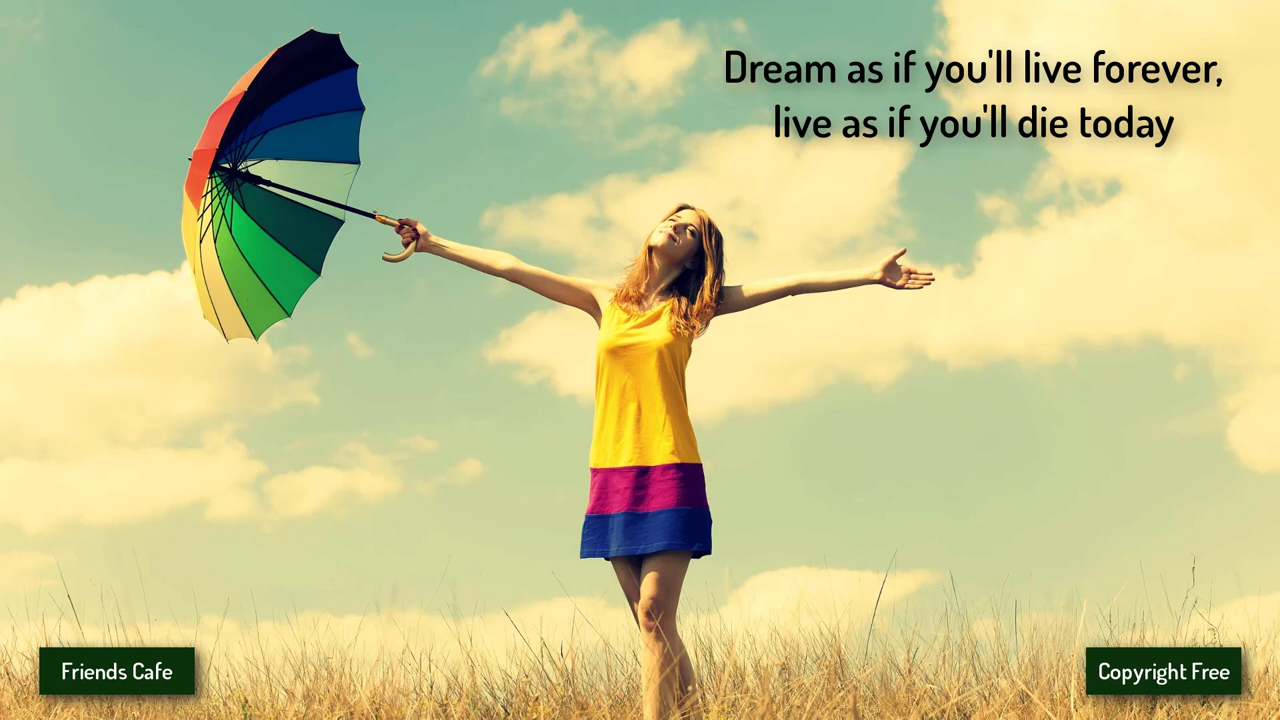 Dream as if you'll live forever,
live as if you'll die today
Friends Cafe
Copyright Free